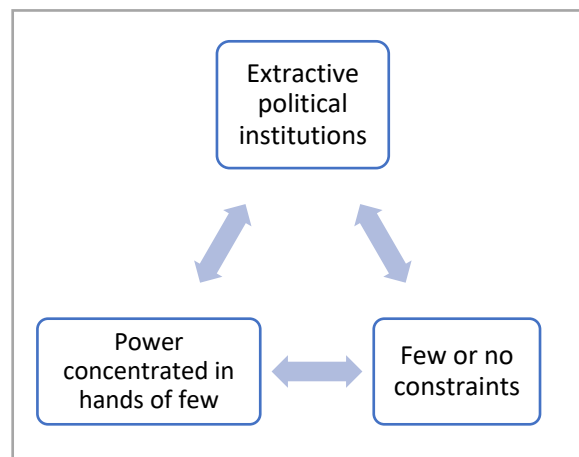 Extractive
political
institutions
Power
concentrated in
hands of few
Few or no
constraints